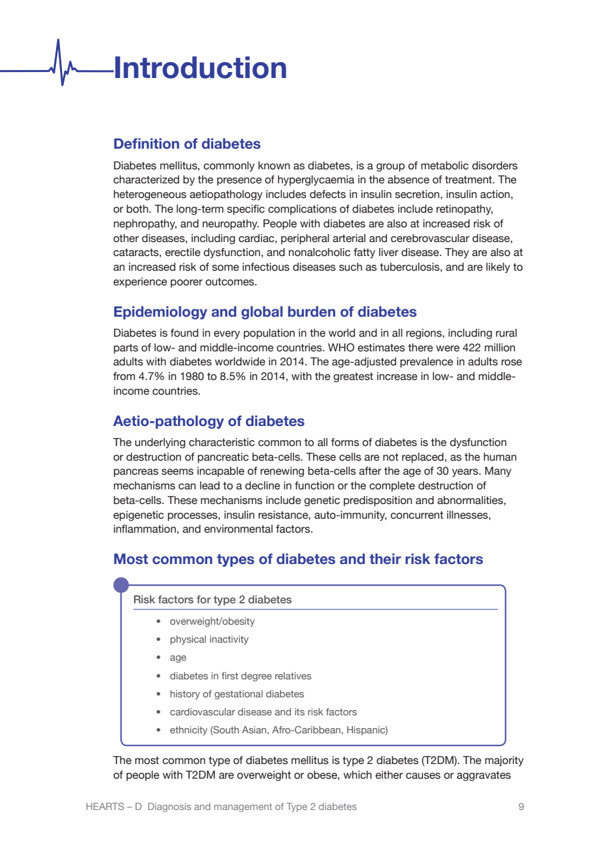 Introduction
Definition of diabetes
Diabetes mellitus, commonly known as diabetes, is a group of metabolic disorders
characterized by the presence of hyperglycaemia in the absence of treatment. The
heterogeneous aetiopathology includes defects in insulin secretion, insulin action,
or both. The long-term specific complications of diabetes include retinopathy,
nephropathy, and neuropathy. People with diabetes are also at increased risk of
other diseases, including cardiac, peripheral arterial and cerebrovascular disease,
cataracts, erectile dysfunction, and nonalcoholic fatty liver disease. They are also at
an increased risk of some infectious diseases such as tuberculosis, and are likely to
experience poorer outcomes.
Epidemiology and global burden of diabetes
Diabetes is found in every population in the world and in all regions, including rural
parts of low- and middle-income countries. WHO estimates there were 422 million
adults with diabetes worldwide in 2014. The age-adjusted prevalence in adults rose
from 4.7% in 1980 to 8.5% in 2014, with the greatest increase in low- and middle-
income countries.
Aetio-pathology of diabetes
The underlying characteristic common to all forms of diabetes is the dysfunction
or destruction of pancreatic beta-cells. These cells are not replaced, as the human
pancreas seems incapable of renewing beta-cells after the age of 30 years. Many
mechanisms can lead to a decline in function or the complete destruction of
beta-cells. These mechanisms include genetic predisposition and abnormalities,
epigenetic processes, insulin resistance, auto-immunity, concurrent illnesses,
inflammation, and environmental factors.
Most common types of diabetes and their risk factors
Risk factors for type 2 diabetes
• overweight/obesity
• physical inactivity
• age
• diabetes in first degree relatives
• history of gestational diabetes
• cardiovascular disease and its risk factors
• ethnicity (South Asian, Afro-Caribbean, Hispanic)
The most common type of diabetes mellitus is type 2 diabetes (T2DM). The majority
of people with T2DM are overweight or obese, which either causes or aggravates
HEARTS – D Diagnosis and management of Type 2 diabetes 9